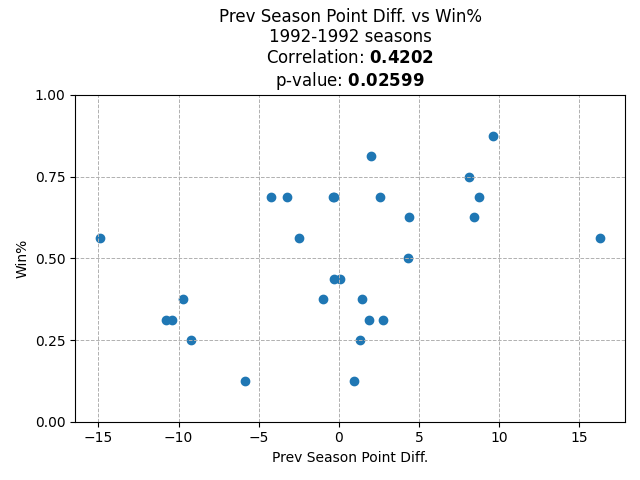 Prev Season Point Diff. vs Win%
1992-1992 seasons
Correlation: 0.4202
p-value: 0.02599
1.00
0.75
0.50
0.25
0.00
Win%
−15 −10 −5 0 5 10 15
Prev Season Point Diff.